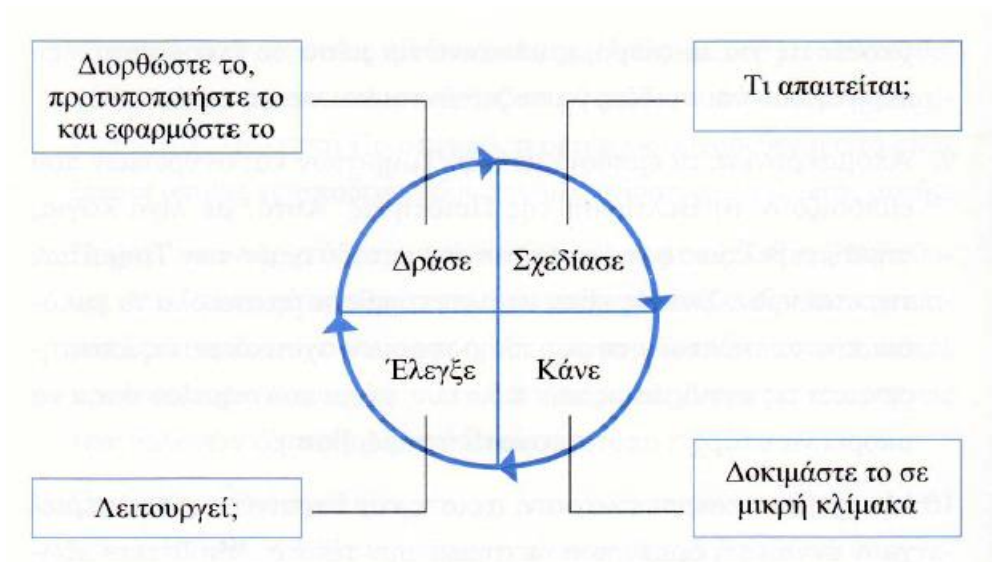 Διορθώστε το,
προτυποποιήστε το
και εφαρμόστε το
Τι απαιτείται;
Δράσε
Σχεδίασε
Έλεγξε
Κάνε
Λειτουργεί;
Δοκιμάστε το σε
μικρή κλίμακα